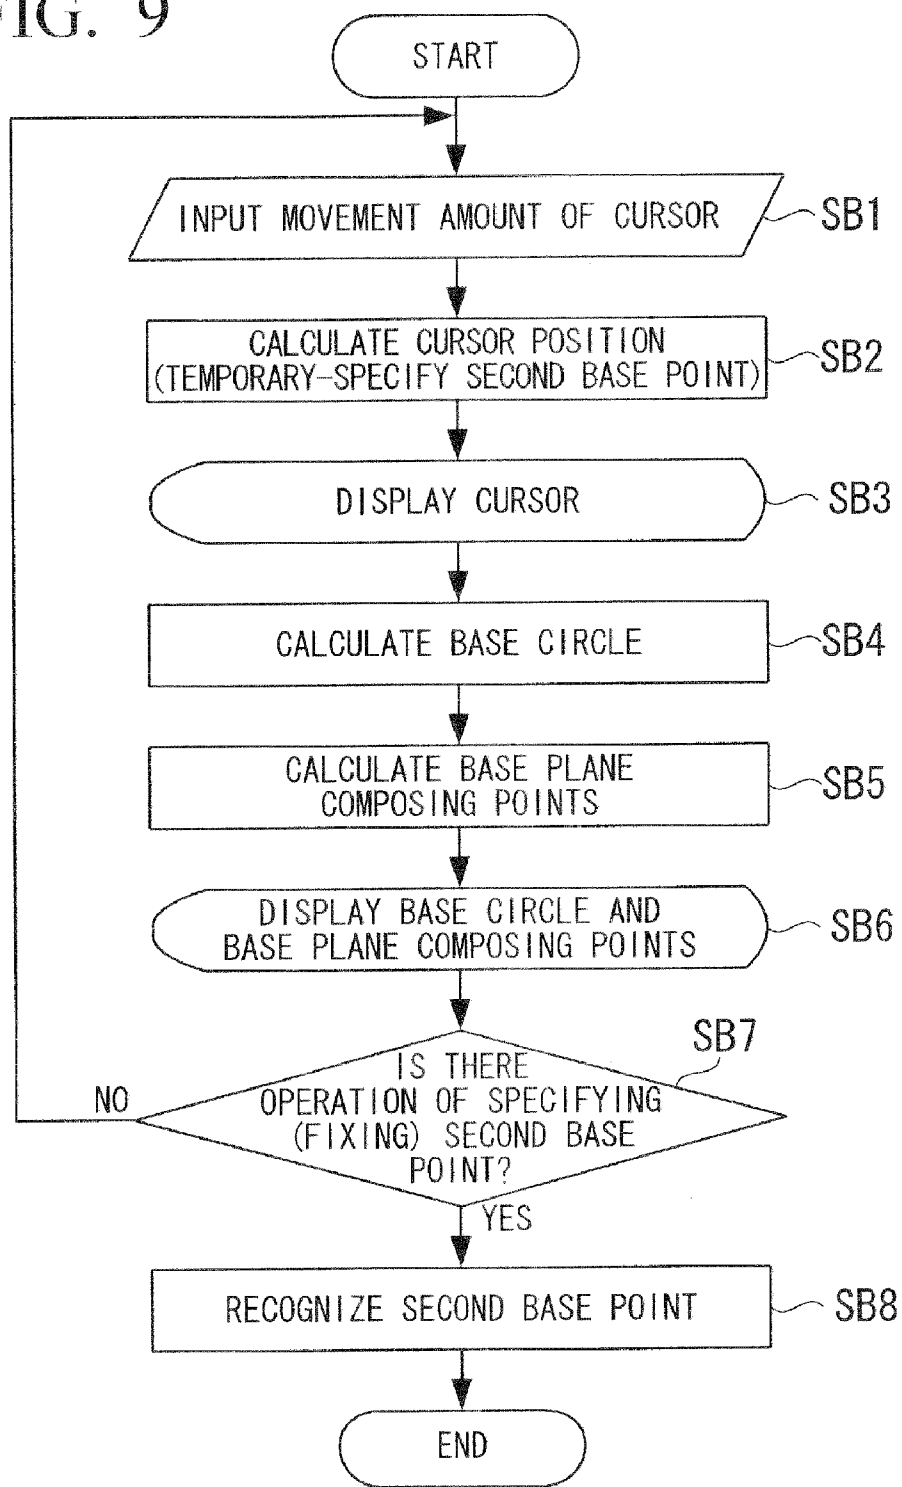 FIG. 9
START
INPUT MOVEMENT AMOUNT OF CURSOR
SB1
CALCULATE CURSOR POSITION
(TEMPORARY-SPECIFY SECOND BASE POINT)
SB2
DISPLAY CURSOR
SB3
CALCULATE BASE CIRCLE
SB4
CALCULATE BASE PLANE
COMPOSING POINTS
SB5
DISPLAY BASE CIRCLE AND
BASE PLANE COMPOSING POINTS
SB6
SB7
IS THERE
OPERATION OF SPECIFYING
(FIXING) SECOND BASE
POINT?
NO
YES
RECOGNIZE SECOND BASE POINT
SB8
END